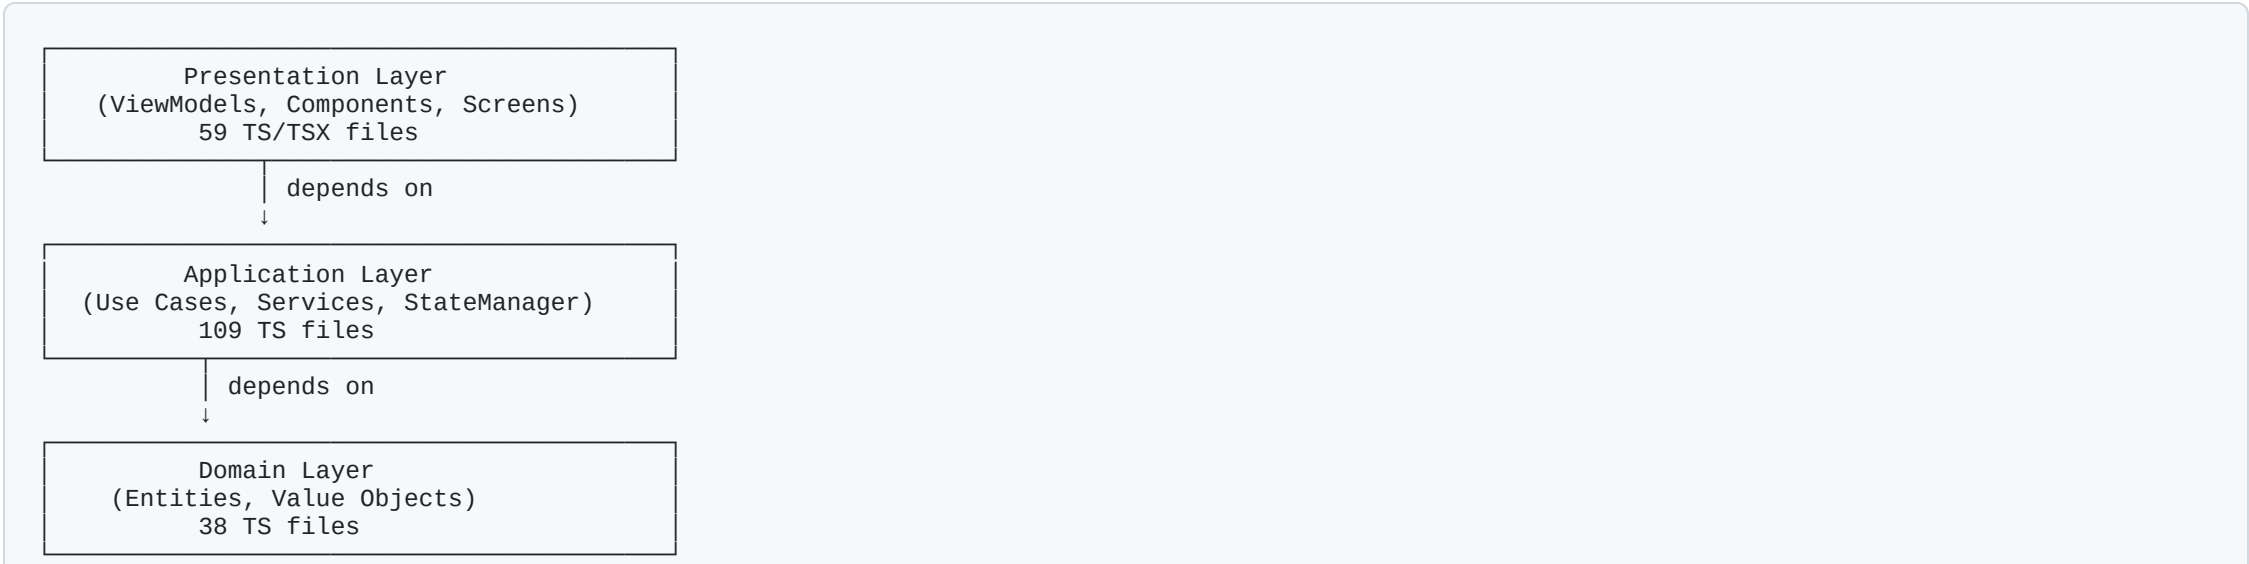 Presentation Layer
(ViewModels, Components, Screens)
59 TS/TSX files
depends on
↓
Application Layer
(Use Cases, Services, StateManager)
109 TS files
depends on
↓
Domain Layer
(Entities, Value Objects)
38 TS files